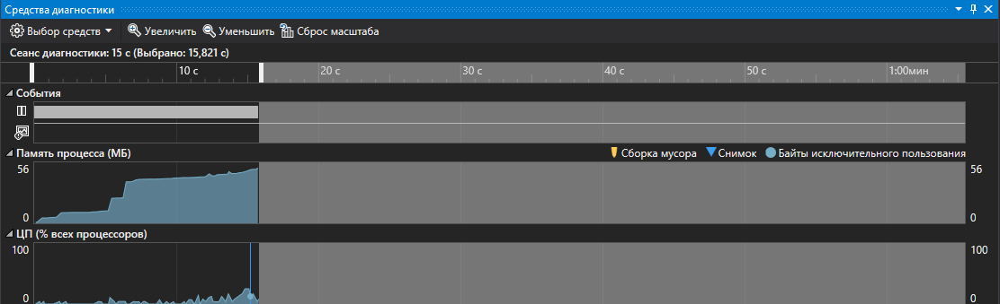 Средства диагностики
Выбор средств Увеличить Уменьшить Сброс масштаба
Сеанс диагностики: 15 с (Выбрано: 15,821 с)
10 с 20 с 30 с 40 с 50 с 1:00мин
События
Память процесса (МБ) Сборка мусора Снимок Байты исключительного пользования
56 56
0 0
ЦП (% всех процессоров)
100 100
0 0